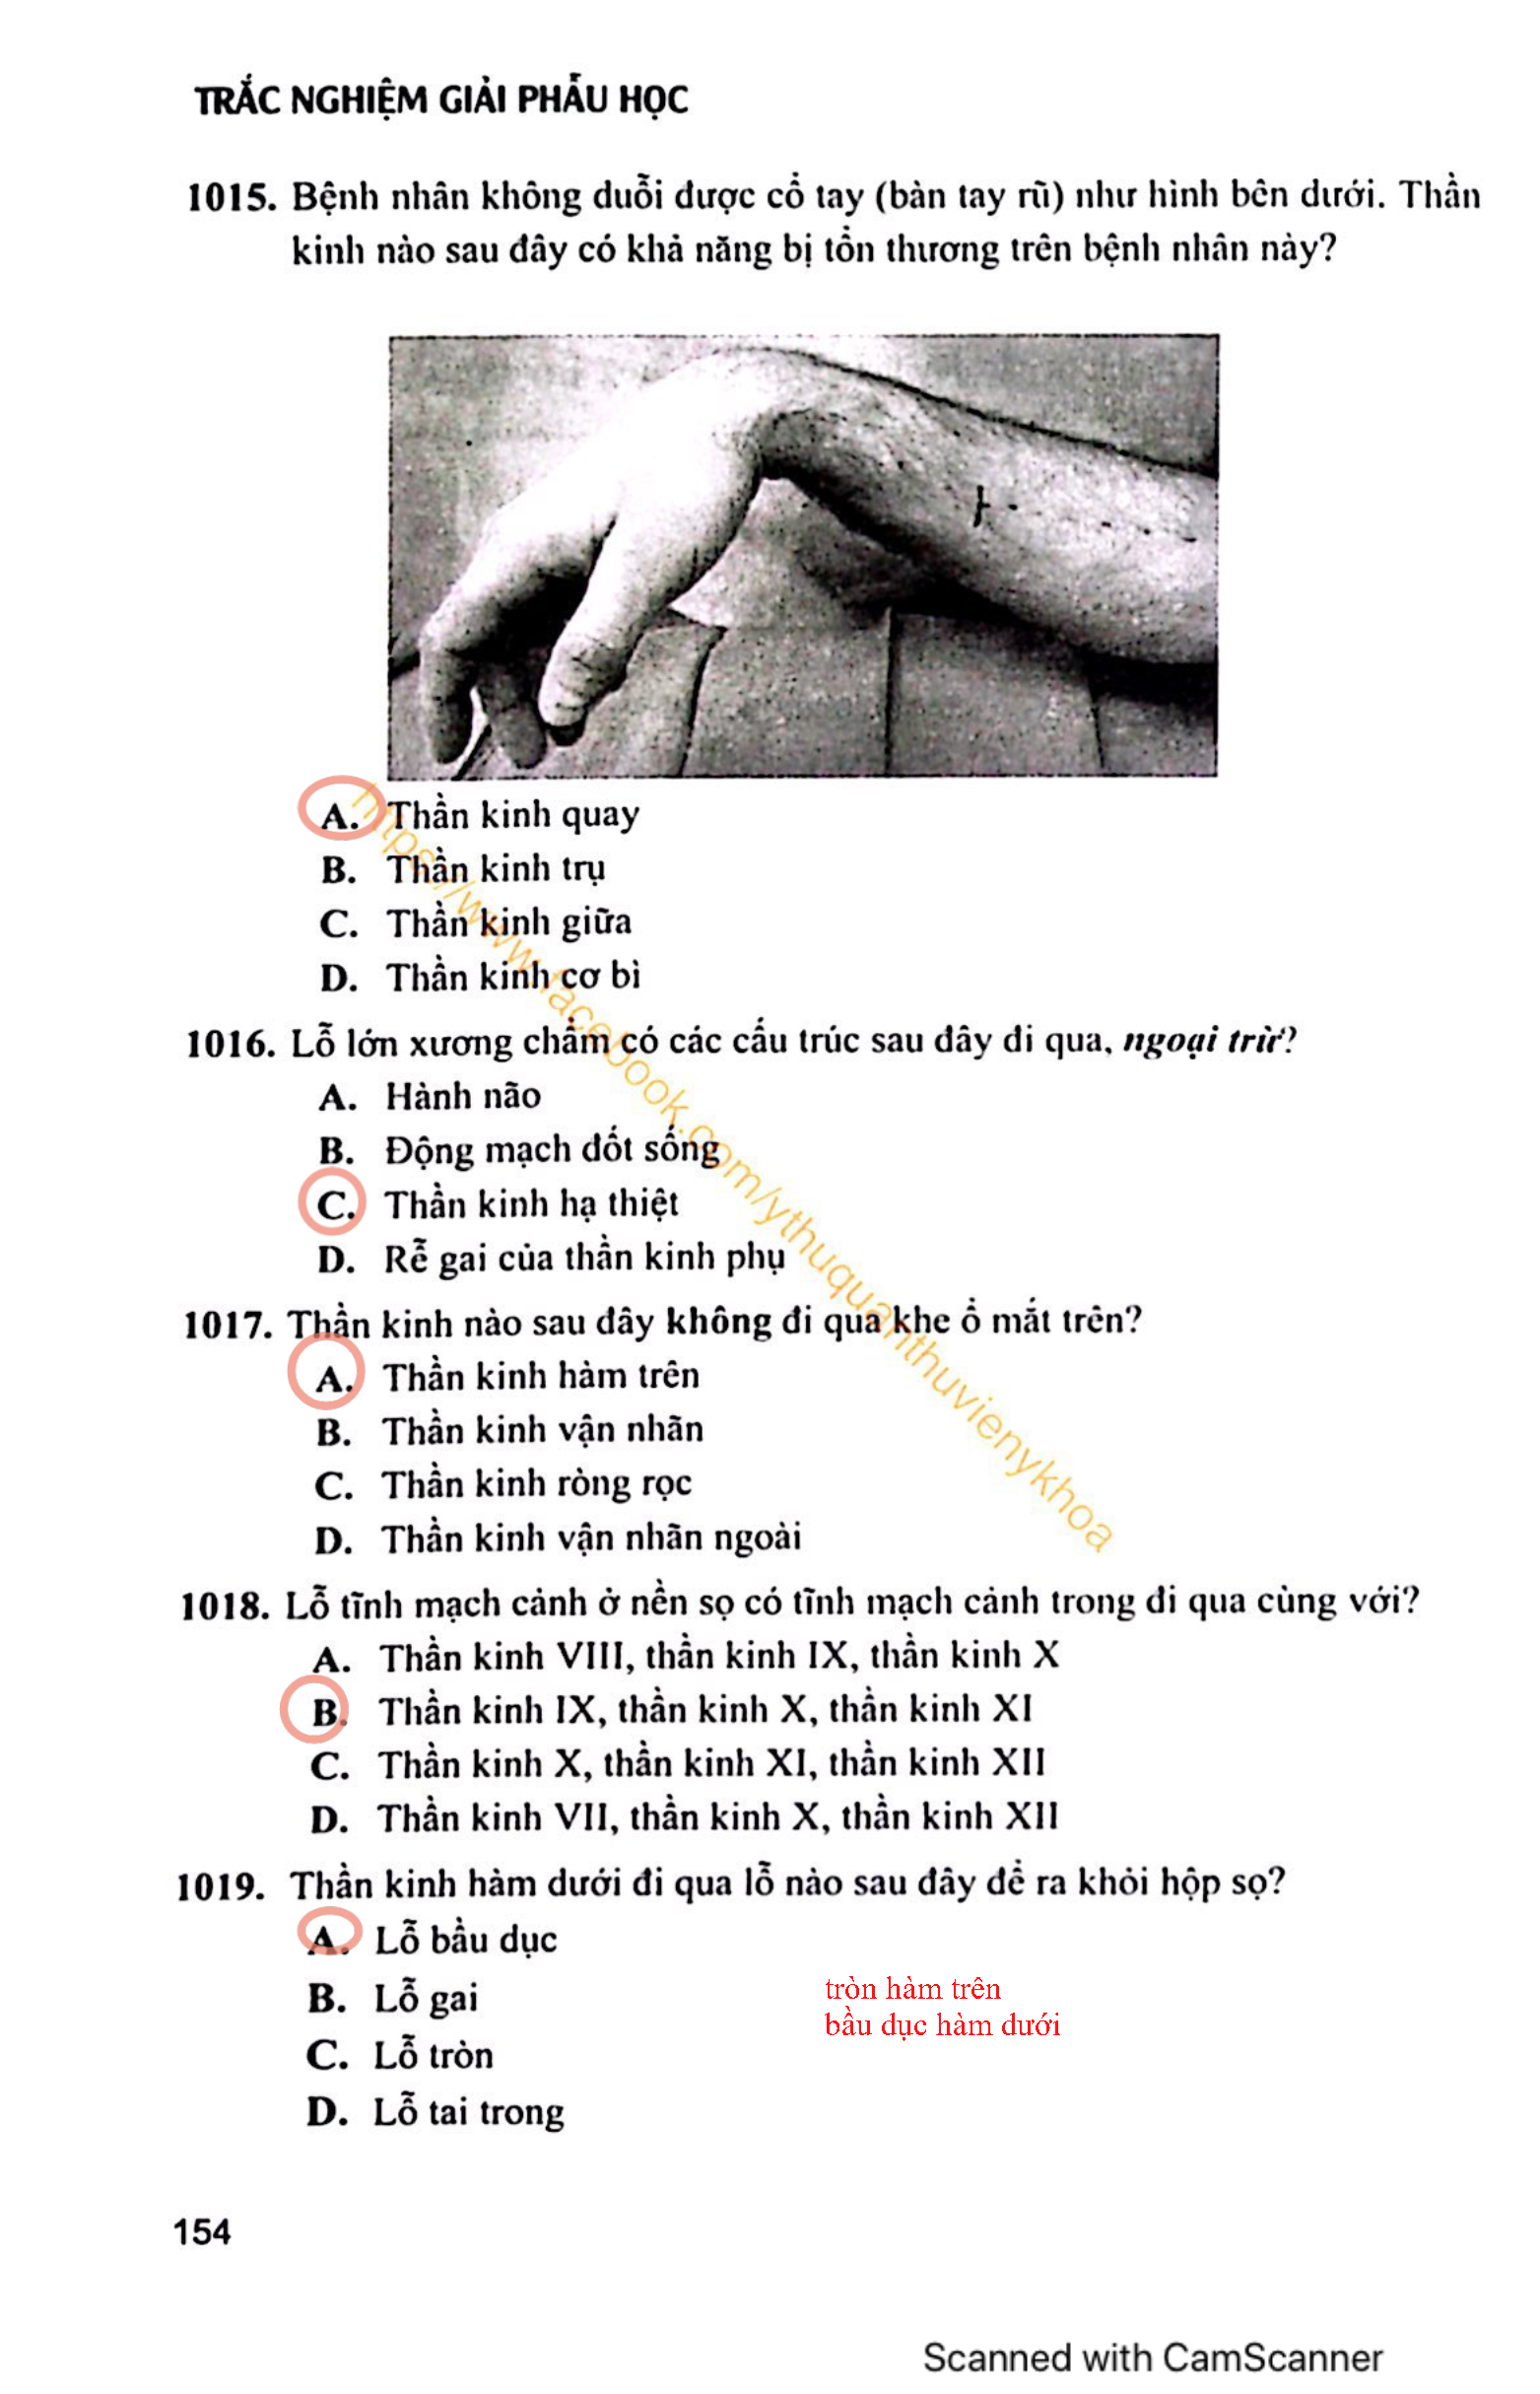 TRẮC NGHIỆM GIẢI PHẪU HỌC
1015. Bệnh nhân không duỗi được cổ tay (bàn tay rũ) như hình bên dưới. Thần
kinh nào sau đây có khả năng bị tổn thương trên bệnh nhân này?
A. Thần kinh quay
B. Thần kinh trụ
C. Thần kinh giữa
D. Thần kinh cơ bì
1016. Lỗ lớn xương chẩm có các cấu trúc sau đây đi qua, ngoại trừ?
A. Hành não
B. Động mạch đốt sống
C. Thần kinh hạ thiệt
D. Rễ gai của thần kinh phụ
1017. Thần kinh nào sau đây không đi qua khe ổ mắt trên?
A. Thần kinh hàm trên
B. Thần kinh vận nhãn
C. Thần kinh ròng rọc
D. Thần kinh vận nhãn ngoài
1018. Lỗ tĩnh mạch cảnh ở nền sọ có tĩnh mạch cảnh trong đi qua cùng với?
A. Thần kinh VIII, thần kinh IX, thần kinh X
B. Thần kinh IX, thần kinh X, thần kinh XI
C. Thần kinh X, thần kinh XI, thần kinh XII
D. Thần kinh VII, thần kinh X, thần kinh XII
1019. Thần kinh hàm dưới đi qua lỗ nào sau đây để ra khỏi hộp sọ?
A. Lỗ bầu dục
B. Lỗ gai
C. Lỗ tròn
D. Lỗ tai trong
tròn hàm trên
bầu dục hàm dưới
https://www.facebook.com/ythuquanthuvienykhoa
154
Scanned with CamScanner